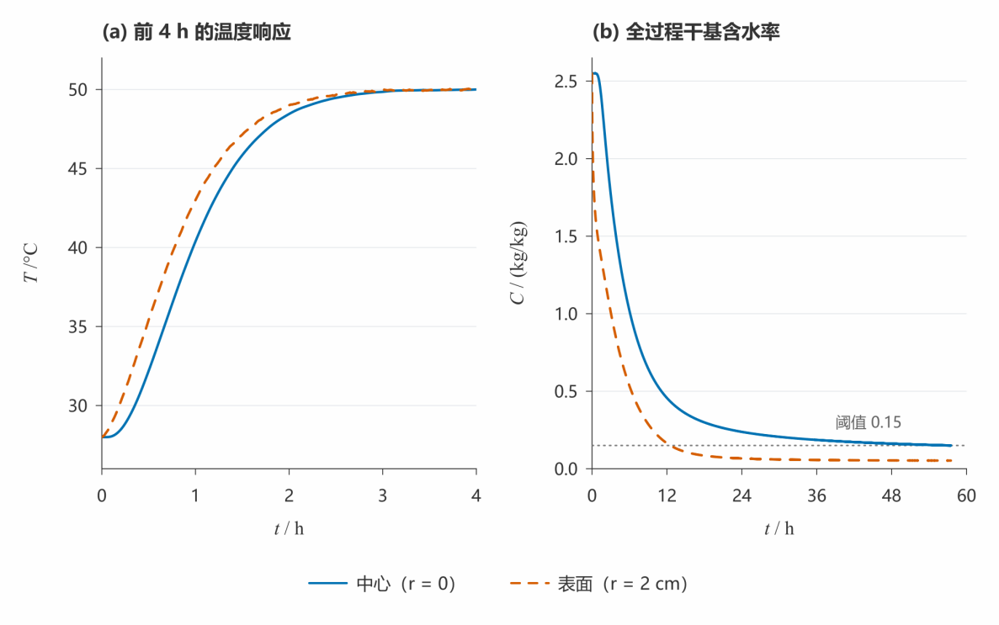 (a) 前 4 h 的温度响应
50
45
40
35
30
T /°C
0 1 2 3 4
t / h
(b) 全过程干基含水率
2.5
2.0
1.5
1.0
0.5
0.0
C / (kg/kg)
阈值 0.15
0 12 24 36 48 60
t / h
中心（r = 0）
表面（r = 2 cm）